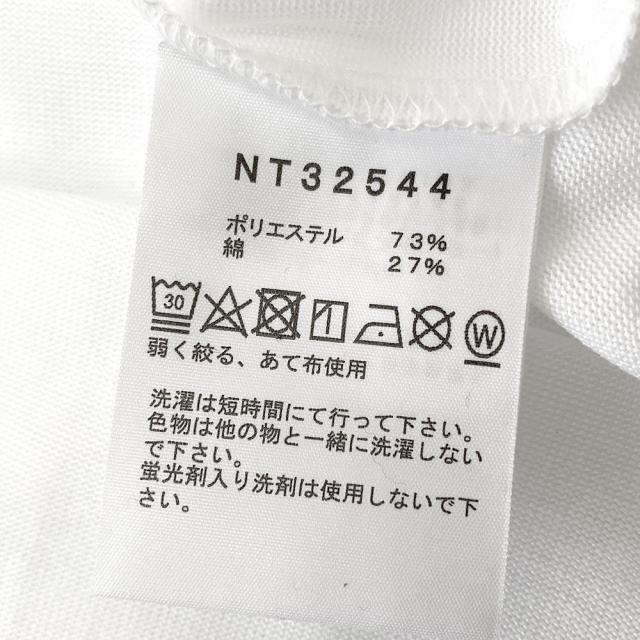 NT32544
ポリエステル 73%
綿 27%
30 W
弱く絞る、あて布使用
洗濯は短時間にて行って下さい。
色物は他の物と一緒に洗濯しない
で下さい。
蛍光剤入り洗剤は使用しないで下
さい。